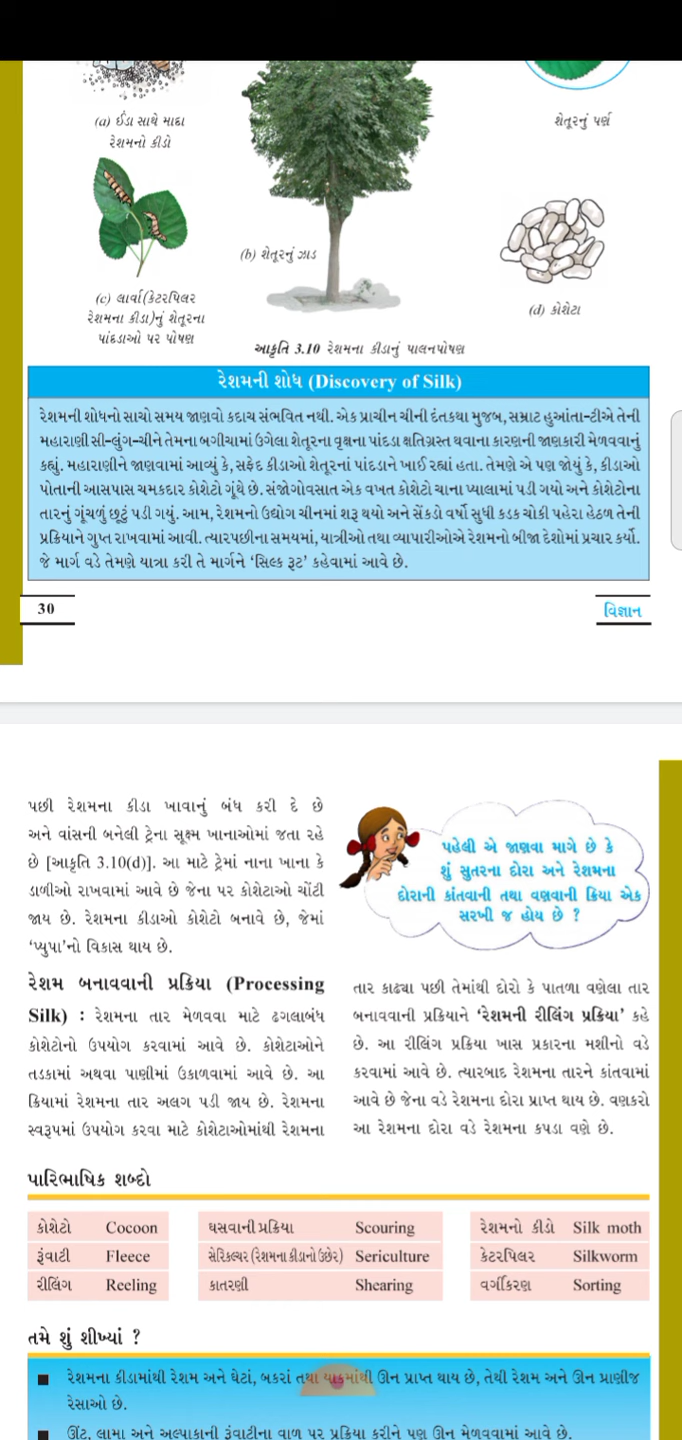 (a) ઈંડા સાથે માદા
રેશમનો કીડો
શેતૂરનું પર્ણ
(b) શેતૂરનું ઝાડ
(c) લાર્વા(કેટરપિલર
રેશમના કીડા)નું શેતૂરના
પાંદડાઓ પર પોષણ
(d) કોશેટા
આકૃતિ 3.10 રેશમના કીડાનું પાલનપોષણ
રેશમની શોધ (Discovery of Silk)
રેશમની શોધનો સાચો સમય જાણવો કદાચ સંભવિત નથી. એક પ્રાચીન ચીની દંતકથા મુજબ, સમ્રાટ હુઆંતા-ટીએ તેની
મહારાણી સી-લુંગ-ચીને તેમના બગીચામાં ઉગેલા શેતૂરના વૃક્ષના પાંદડા ક્ષતિગ્રસ્ત થવાના કારણની જાણકારી મેળવવાનું
કહ્યું. મહારાણીને જાણવામાં આવ્યું કે, સફેદ કીડાઓ શેતૂરનાં પાંદડાને ખાઈ રહ્યાં હતા. તેમણે એ પણ જોયું કે, કીડાઓ
પોતાની આસપાસ ચમકદાર કોશેટો ગૂંથે છે. સંજોગોવસાત એક વખત કોશેટો ચાના પ્યાલામાં પડી ગયો અને કોશેટોના
તારનું ગૂંચળું છૂટું પડી ગયું. આમ, રેશમનો ઉદ્યોગ ચીનમાં શરૂ થયો અને સેંકડો વર્ષો સુધી કડક ચોકી પહેરા હેઠળ તેની
પ્રક્રિયાને ગુપ્ત રાખવામાં આવી. ત્યારપછીના સમયમાં, યાત્રીઓ તથા વ્યાપારીઓએ રેશમનો બીજા દેશોમાં પ્રચાર કર્યો.
જે માર્ગ વડે તેમણે યાત્રા કરી તે માર્ગને ‘સિલ્ક રૂટ’ કહેવામાં આવે છે.
30
વિજ્ઞાન
પછી રેશમના કીડા ખાવાનું બંધ કરી દે છે
અને વાંસની બનેલી ટ્રેના સૂક્ષ્મ ખાનાઓમાં જતા રહે
છે [આકૃતિ 3.10(d)]. આ માટે ટ્રેમાં નાના ખાના કે
ડાળીઓ રાખવામાં આવે છે જેના પર કોશેટાઓ ચોંટી
જાય છે. રેશમના કીડાઓ કોશેટો બનાવે છે, જેમાં
‘પ્યુપા’નો વિકાસ થાય છે.
રેશમ બનાવવાની પ્રક્રિયા (Processing
Silk) : રેશમના તાર મેળવવા માટે ઢગલાબંધ
કોશેટોનો ઉપયોગ કરવામાં આવે છે. કોશેટાઓને
તડકામાં અથવા પાણીમાં ઉકાળવામાં આવે છે. આ
ક્રિયામાં રેશમના તાર અલગ પડી જાય છે. રેશમના
સ્વરૂપમાં ઉપયોગ કરવા માટે કોશેટાઓમાંથી રેશમના
પહેલી એ જાણવા માગે છે કે
શું સુતરના દોરા અને રેશમના
દોરાની કાંતવાની તથા વણવાની ક્રિયા એક
સરખી જ હોય છે ?
તાર કાઢ્યા પછી તેમાંથી દોરો કે પાતળા વણેલા તાર
બનાવવાની પ્રક્રિયાને ‘રેશમની રીલિંગ પ્રક્રિયા’ કહે
છે. આ રીલિંગ પ્રક્રિયા ખાસ પ્રકારના મશીનો વડે
કરવામાં આવે છે. ત્યારબાદ રેશમના તારને કાંતવામાં
આવે છે જેના વડે રેશમના દોરા પ્રાપ્ત થાય છે. વણકરો
આ રેશમના દોરા વડે રેશમના કપડા વણે છે.
પારિભાષિક શબ્દો
કોશેટો Cocoon ઘસવાની પ્રક્રિયા Scouring રેશમનો કીડો Silk moth
રૂંવાટી Fleece સેરિકલ્ચર (રેશમના કીડાનો ઉછેર) Sericulture કેટરપિલર Silkworm
રીલિંગ Reeling કાતરણી Shearing વર્ગીકરણ Sorting
તમે શું શીખ્યાં ?
■ રેશમના કીડામાંથી રેશમ અને ઘેટાં, બકરાં તથા યાકમાંથી ઊન પ્રાપ્ત થાય છે, તેથી રેશમ અને ઊન પ્રાણીજ
રેસાઓ છે.
■ ઊંટ, લામા અને અલ્પાકાની રૂંવાટીના વાળ પર પ્રક્રિયા કરીને પણ ઊન મેળવવામાં આવે છે.